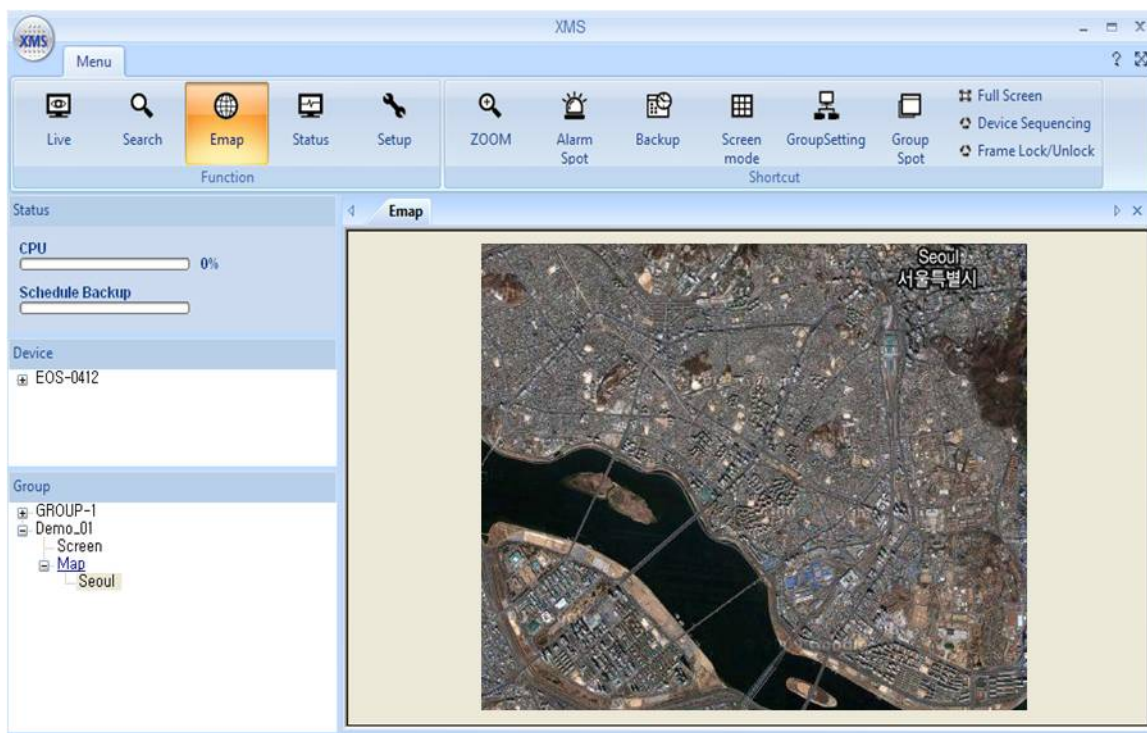 XMS
XMS
Menu
Live
Search
Emap
Status
Setup
Function
ZOOM
Alarm
Spot
Backup
Screen
mode
GroupSetting
Group
Spot
Full Screen
Device Sequencing
Frame Lock/Unlock
Shortcut
Status
CPU
0%
Schedule Backup
Device
EOS-0412
Group
GROUP-1
Demo_01
Screen
Map
Seoul
Emap
Seoul
서울특별시